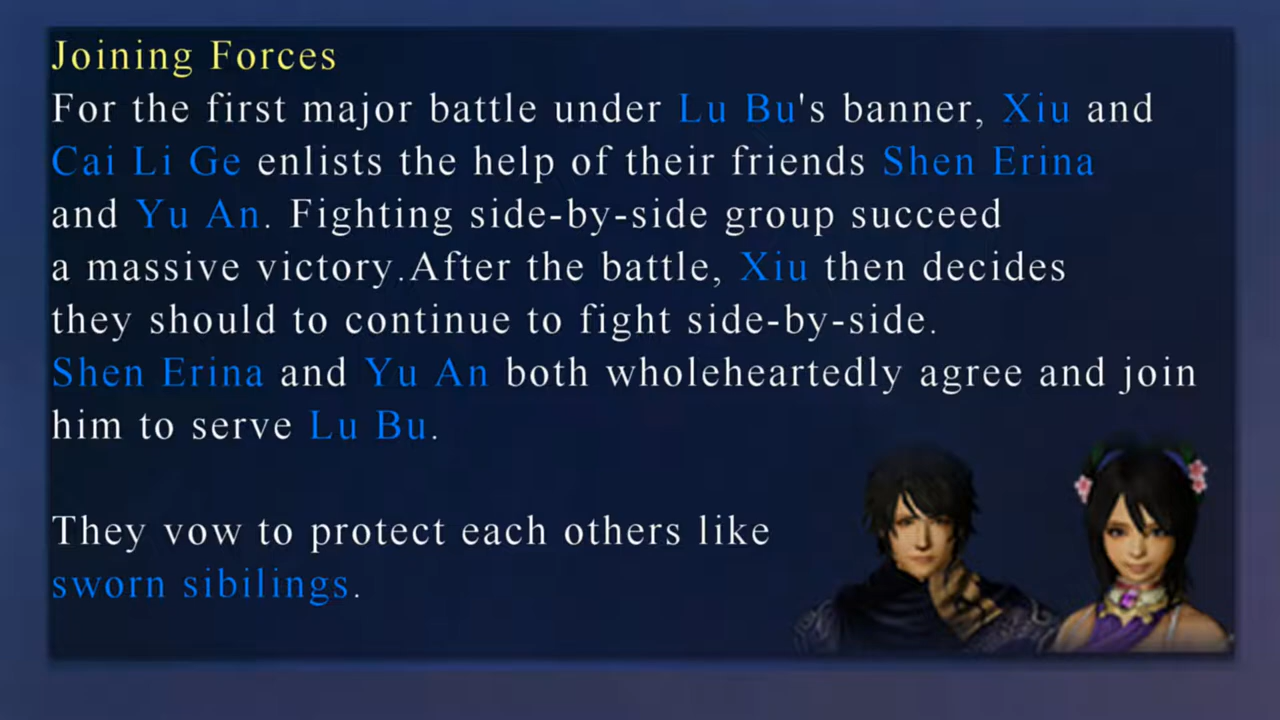 Joining Forces
For the first major battle under Lu Bu's banner, Xiu and
Cai Li Ge enlists the help of their friends Shen Erina
and Yu An. Fighting side-by-side group succeed
a massive victory.After the battle, Xiu then decides
they should to continue to fight side-by-side.
Shen Erina and Yu An both wholeheartedly agree and join
him to serve Lu Bu.
They vow to protect each others like
sworn sibilings.